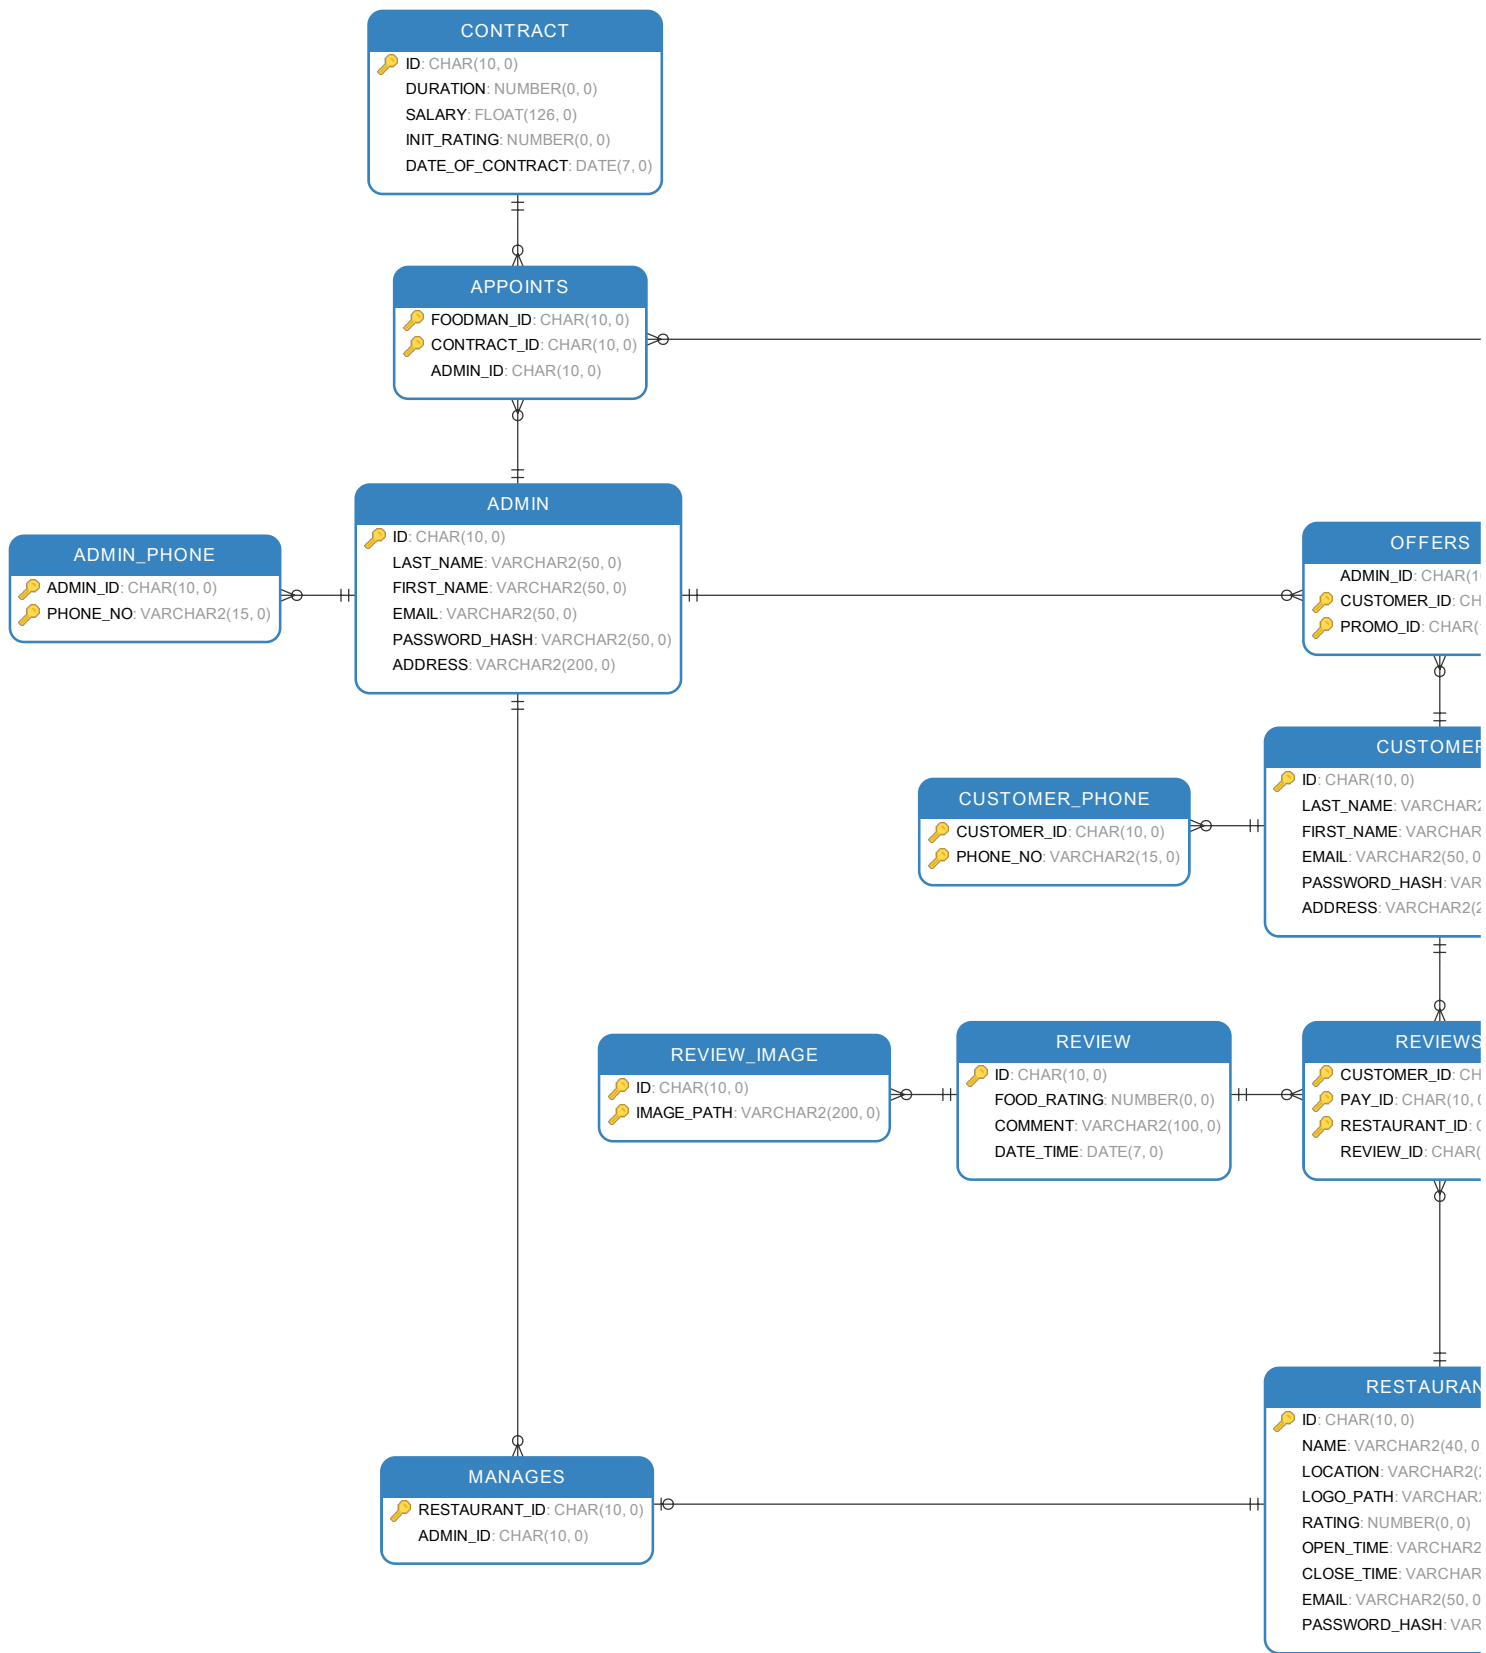 CONTRACT
ID: CHAR(10, 0)
DURATION: NUMBER(0, 0)
SALARY: FLOAT(126, 0)
INIT_RATING: NUMBER(0, 0)
DATE_OF_CONTRACT: DATE(7, 0)
APPOINTS
FOODMAN_ID: CHAR(10, 0)
CONTRACT_ID: CHAR(10, 0)
ADMIN_ID: CHAR(10, 0)
ADMIN
ID: CHAR(10, 0)
LAST_NAME: VARCHAR2(50, 0)
FIRST_NAME: VARCHAR2(50, 0)
EMAIL: VARCHAR2(50, 0)
PASSWORD_HASH: VARCHAR2(50, 0)
ADDRESS: VARCHAR2(200, 0)
ADMIN_PHONE
ADMIN_ID: CHAR(10, 0)
PHONE_NO: VARCHAR2(15, 0)
OFFERS
ADMIN_ID: CHAR(1
CUSTOMER_ID: CH
PROMO_ID: CHAR(
CUSTOMER
ID: CHAR(10, 0)
LAST_NAME: VARCHAR2
FIRST_NAME: VARCHAR
EMAIL: VARCHAR2(50, 0
PASSWORD_HASH: VAR
ADDRESS: VARCHAR2(2
CUSTOMER_PHONE
CUSTOMER_ID: CHAR(10, 0)
PHONE_NO: VARCHAR2(15, 0)
REVIEW_IMAGE
ID: CHAR(10, 0)
IMAGE_PATH: VARCHAR2(200, 0)
REVIEW
ID: CHAR(10, 0)
FOOD_RATING: NUMBER(0, 0)
COMMENT: VARCHAR2(100, 0)
DATE_TIME: DATE(7, 0)
REVIEWS
CUSTOMER_ID: CH
PAY_ID: CHAR(10, 0
RESTAURANT_ID: C
REVIEW_ID: CHAR(
MANAGES
RESTAURANT_ID: CHAR(10, 0)
ADMIN_ID: CHAR(10, 0)
RESTAURAN
ID: CHAR(10, 0)
NAME: VARCHAR2(40, 0
LOCATION: VARCHAR2(2
LOGO_PATH: VARCHAR2
RATING: NUMBER(0, 0)
OPEN_TIME: VARCHAR2
CLOSE_TIME: VARCHAR
EMAIL: VARCHAR2(50, 0
PASSWORD_HASH: VAR